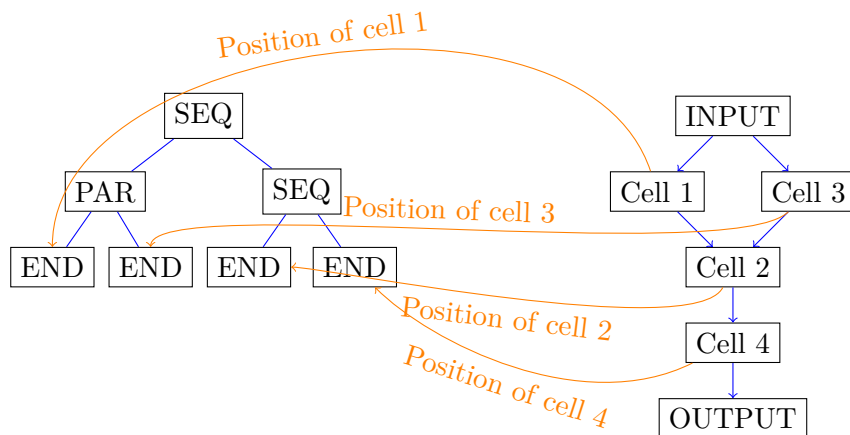 Position of cell 1
SEQ
INPUT
PAR
SEQ
Cell 1
Cell 3
Position of cell 3
END
END
END
END
Cell 2
Position of cell 2
Cell 4
Position of cell 4
OUTPUT